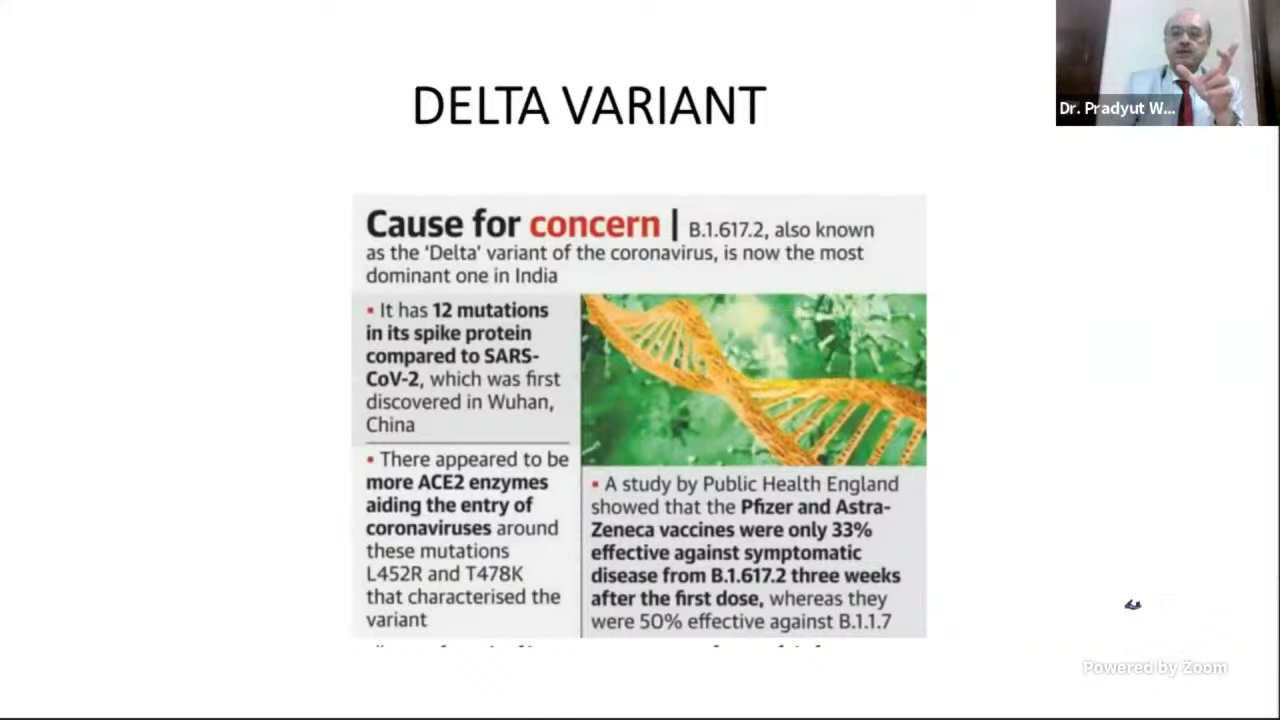 DELTA VARIANT
Dr. Pradyut W...
Cause for concern | B.1.617.2, also known
as the ‘Delta’ variant of the coronavirus, is now the most
dominant one in India
▪ It has 12 mutations
in its spike protein
compared to SARS-
CoV-2, which was first
discovered in Wuhan,
China
▪ There appeared to be
more ACE2 enzymes
aiding the entry of
coronaviruses around
these mutations
L452R and T478K
that characterised the
variant
▪ A study by Public Health England
showed that the Pfizer and Astra-
Zeneca vaccines were only 33%
effective against symptomatic
disease from B.1.617.2 three weeks
after the first dose, whereas they
were 50% effective against B.1.1.7
Powered by Zoom